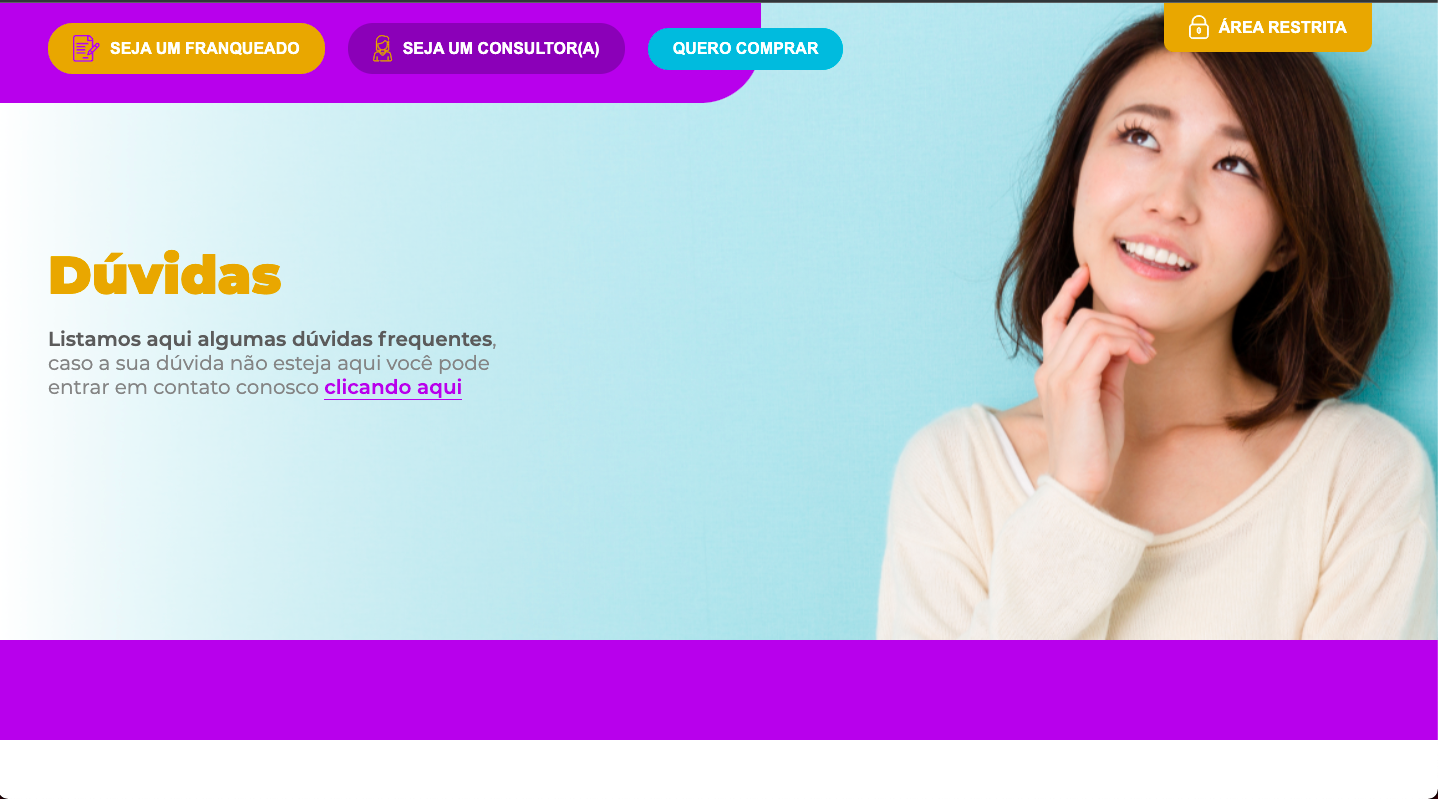 SEJA UM FRANQUEADO
SEJA UM CONSULTOR(A)
QUERO COMPRAR
ÁREA RESTRITA
Dúvidas
Listamos aqui algumas dúvidas frequentes,
caso a sua dúvida não esteja aqui você pode
entrar em contato conosco clicando aqui